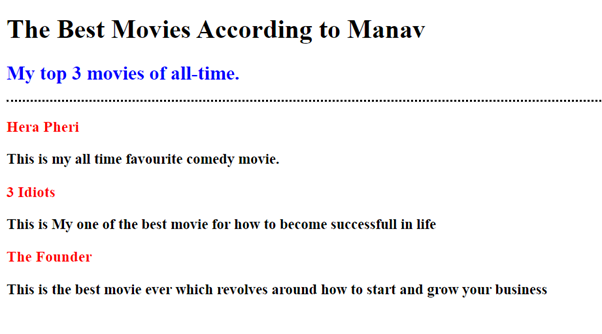 The Best Movies According to Manav
My top 3 movies of all-time.
Hera Pheri
This is my all time favourite comedy movie.
3 Idiots
This is My one of the best movie for how to become successfull in life
The Founder
This is the best movie ever which revolves around how to start and grow your business